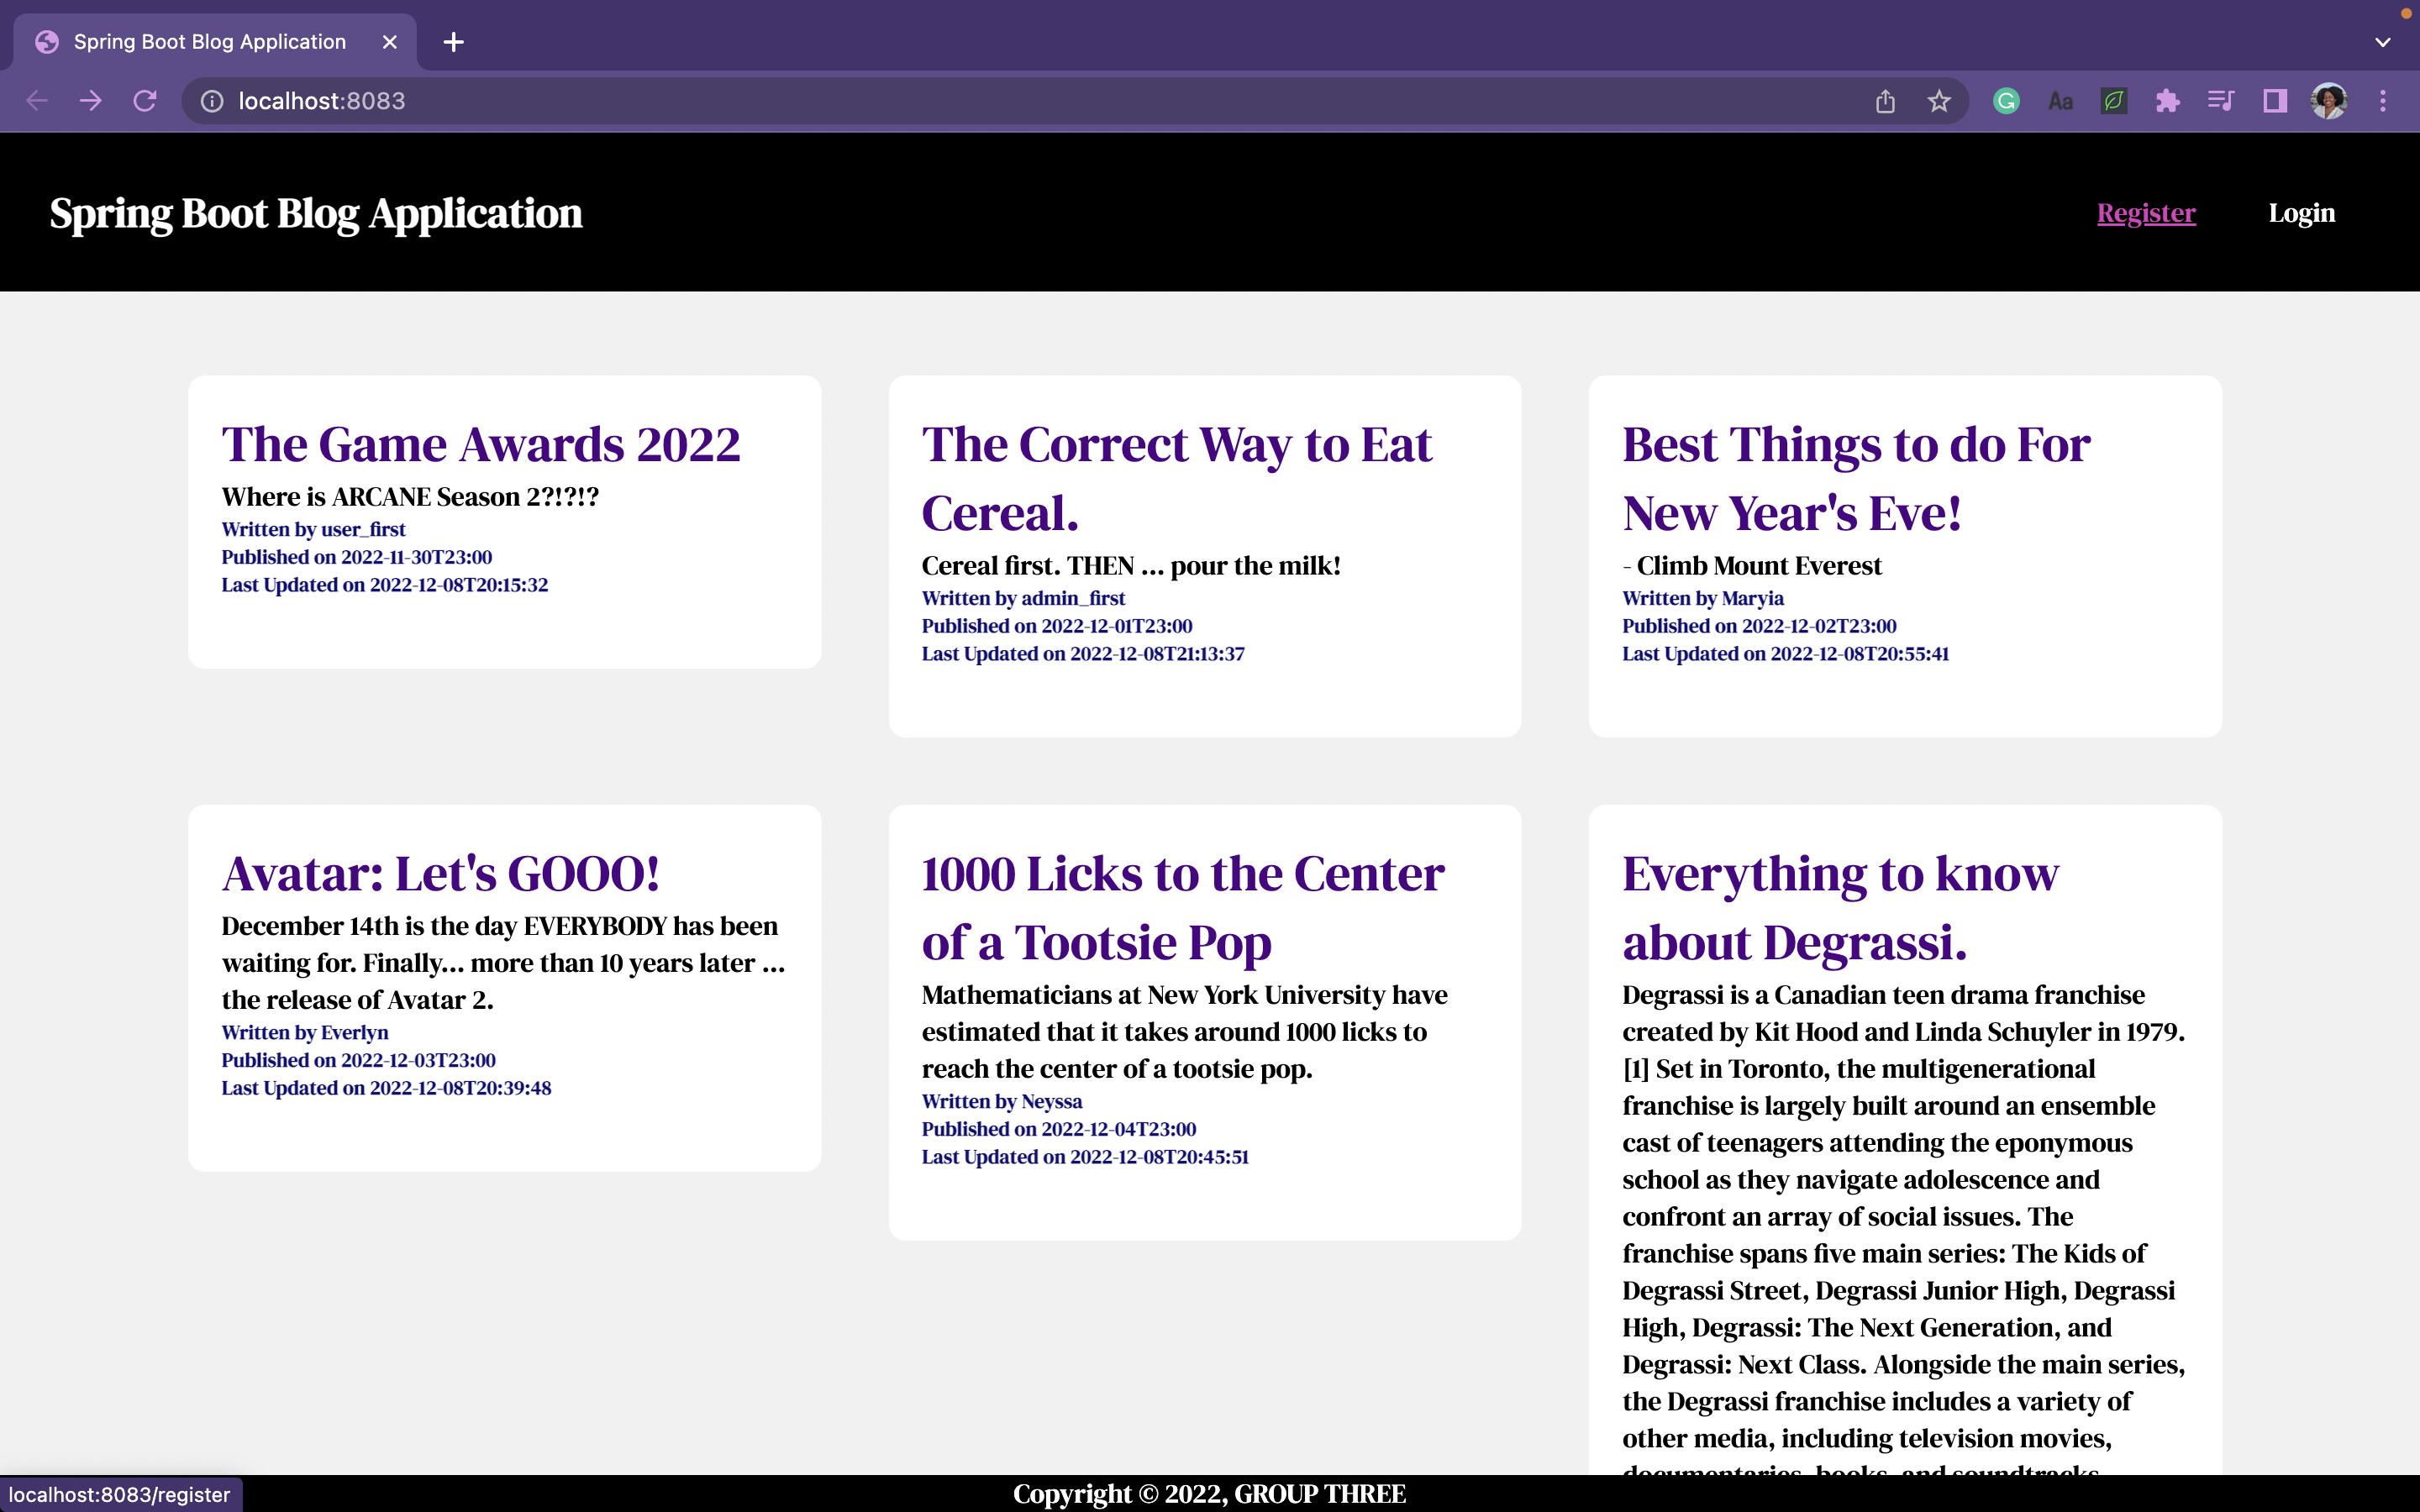 Spring Boot Blog Application
localhost:8083
Aa
Spring Boot Blog Application
Register
Login
The Game Awards 2022
Where is ARCANE Season 2?!?!?
Written by user_first
Published on 2022-11-30T23:00
Last Updated on 2022-12-08T20:15:32
The Correct Way to Eat
Cereal.
Cereal first. THEN ... pour the milk!
Written by admin_first
Published on 2022-12-01T23:00
Last Updated on 2022-12-08T21:13:37
Best Things to do For
New Year's Eve!
- Climb Mount Everest
Written by Maryia
Published on 2022-12-02T23:00
Last Updated on 2022-12-08T20:55:41
Avatar: Let's GOOO!
December 14th is the day EVERYBODY has been
waiting for. Finally... more than 10 years later ...
the release of Avatar 2.
Written by Everlyn
Published on 2022-12-03T23:00
Last Updated on 2022-12-08T20:39:48
1000 Licks to the Center
of a Tootsie Pop
Mathematicians at New York University have
estimated that it takes around 1000 licks to
reach the center of a tootsie pop.
Written by Neyssa
Published on 2022-12-04T23:00
Last Updated on 2022-12-08T20:45:51
Everything to know
about Degrassi.
Degrassi is a Canadian teen drama franchise
created by Kit Hood and Linda Schuyler in 1979.
[1] Set in Toronto, the multigenerational
franchise is largely built around an ensemble
cast of teenagers attending the eponymous
school as they navigate adolescence and
confront an array of social issues. The
franchise spans five main series: The Kids of
Degrassi Street, Degrassi Junior High, Degrassi
High, Degrassi: The Next Generation, and
Degrassi: Next Class. Alongside the main series,
the Degrassi franchise includes a variety of
other media, including television movies,
documentaries, books, and soundtracks.
localhost:8083/register
Copyright © 2022, GROUP THREE